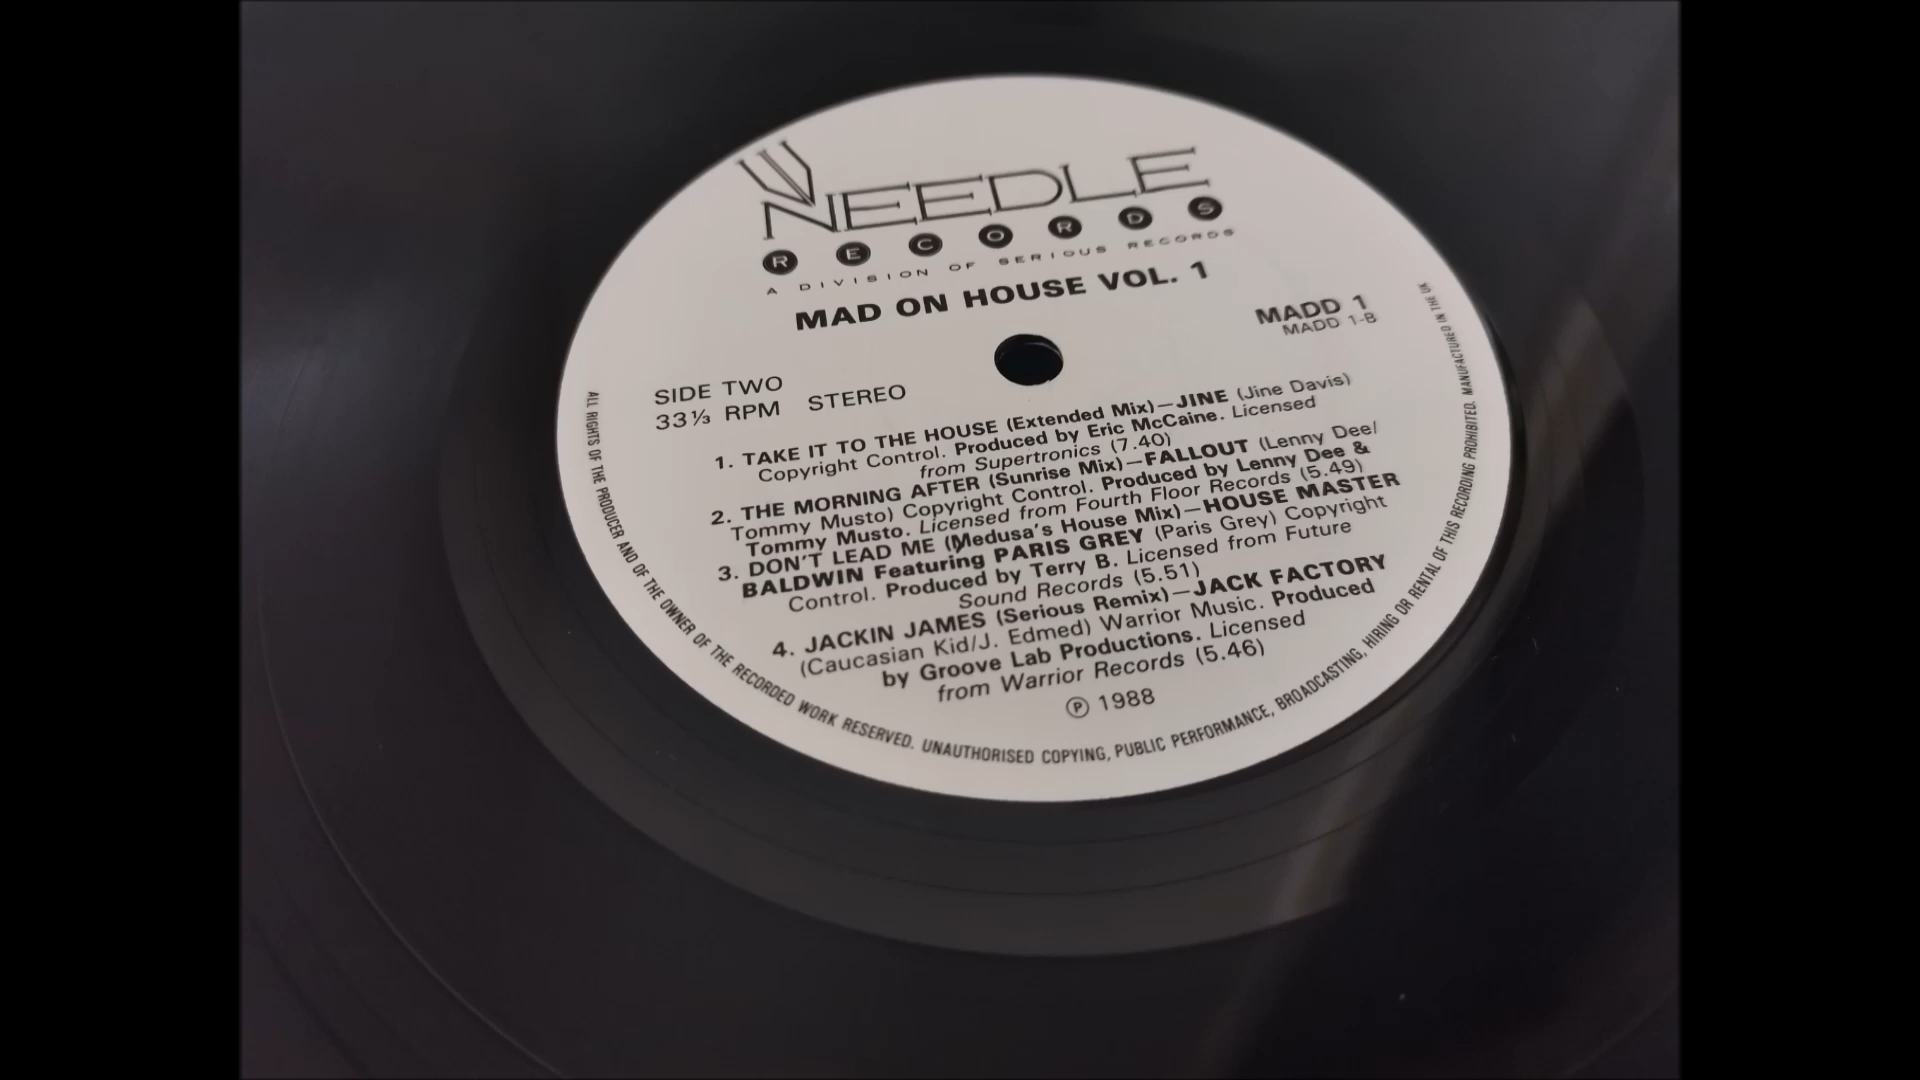 NEEDLE
RECORDS
A DIVISION OF SERIOUS RECORDS
MAD ON HOUSE VOL. 1
MADD 1
MADD 1-B
SIDE TWO
33⅓ RPM STEREO
1. TAKE IT TO THE HOUSE (Extended Mix)—JINE (Jine Davis)
Copyright Control. Produced by Eric McCaine. Licensed
from Supertronics (7.40)
2. THE MORNING AFTER (Sunrise Mix)—FALLOUT (Lenny Dee/
Tommy Musto) Copyright Control. Produced by Lenny Dee &
Tommy Musto. Licensed from Fourth Floor Records (5.49)
3. DON'T LEAD ME (Medusa's House Mix)—HOUSE MASTER
BALDWIN Featuring PARIS GREY (Paris Grey) Copyright
Control. Produced by Terry B. Licensed from Future
Sound Records (5.51)
4. JACKIN JAMES (Serious Remix)—JACK FACTORY
(Caucasian Kid/J. Edmed) Warrior Music. Produced
by Groove Lab Productions. Licensed
from Warrior Records (5.46)
℗ 1988
ALL RIGHTS OF THE PRODUCER AND OF THE OWNER OF THE RECORDED WORK RESERVED. UNAUTHORISED COPYING, PUBLIC PERFORMANCE, BROADCASTING, HIRING OR RENTAL OF THIS RECORDING PROHIBITED. MANUFACTURED IN THE UK